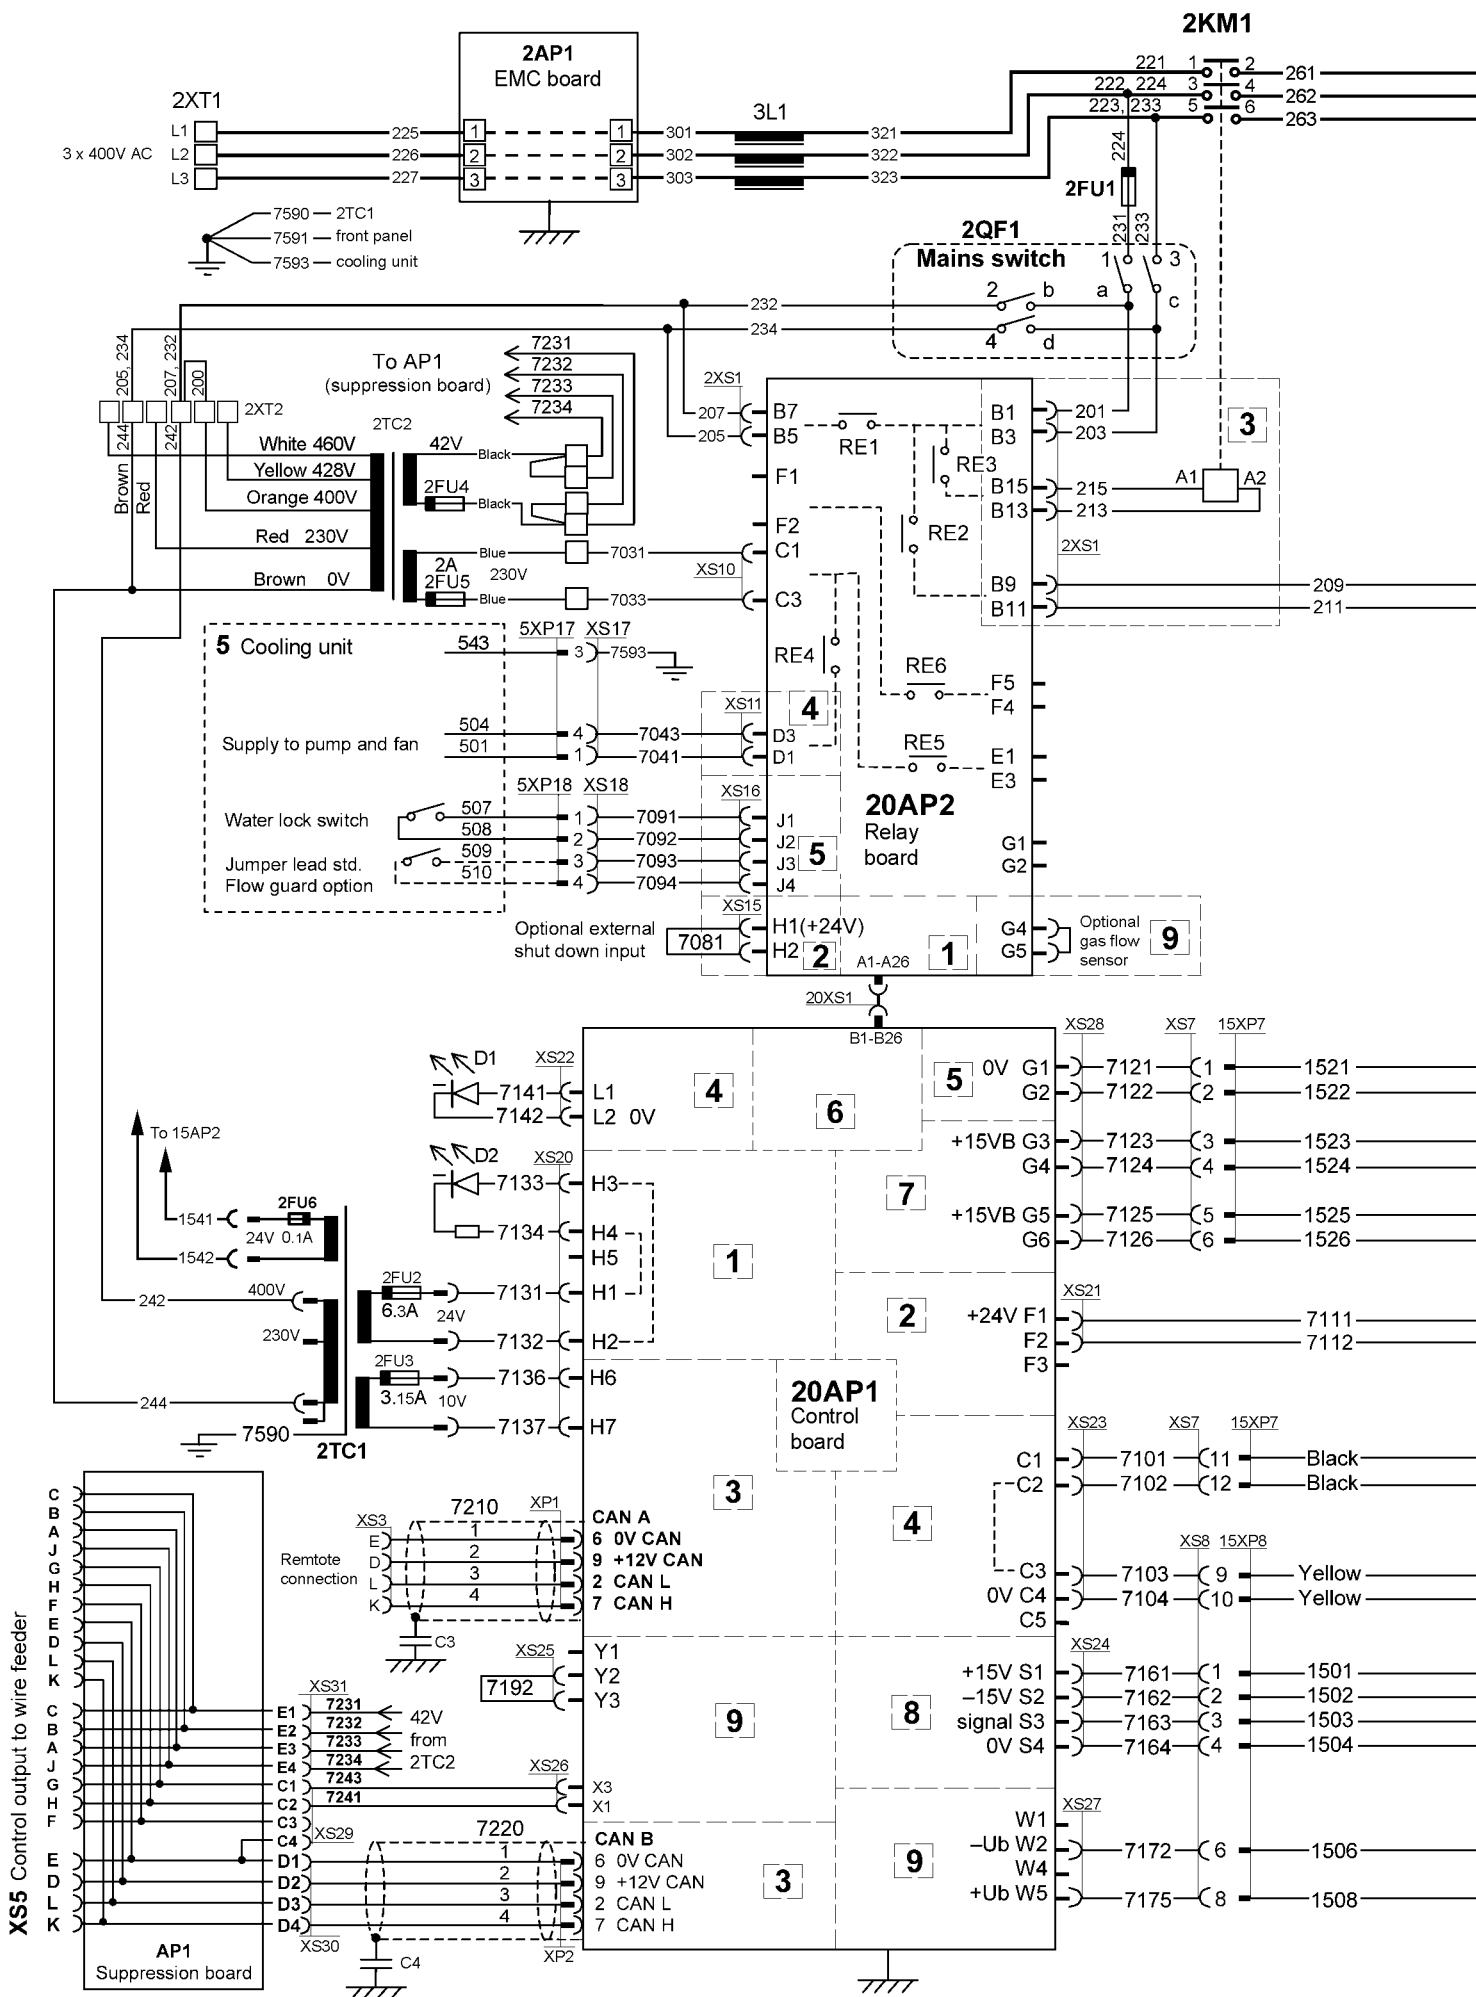 2KM1
2AP1
EMC board
2XT1
3L1
221 1 2 261
222, 224 3 4 262
223, 233 5 6 263
L1 225 1 1 301 321
3 x 400V AC L2 226 2 2 302 322
L3 227 3 3 303 323
224
2FU1
7590 2TC1
7591 front panel
7593 cooling unit
231
233
2QF1
Mains switch
1 3
a c
2 b
4 d
232
234
205, 234
207, 232
200
2XT2
244
242
Brown
Red
To AP1
(suppression board)
7231
7232
7233
7234
2TC2
White 460V
Yellow 428V
Orange 400V
Red 230V
Brown 0V
42V Black
2FU4 Black
Blue 7031
2A 230V
2FU5 Blue 7033
2XS1
207 B7
205 B5
F1
F2
C1
XS10
C3
RE1
RE3
RE2
RE4
RE6
RE5
B1 201
B3 203
3
B15 215 A1 A2
B13 213
2XS1
B9 209
B11 211
F5
F4
E1
E3
G1
G2
20AP2
Relay
board
5 Cooling unit
543 5XP17 XS17
3 7593
Supply to pump and fan
504 4 7043 XS11 D3 4
501 1 7041 D1
5XP18 XS18 XS16
Water lock switch
507 1 7091 J1
508 2 7092 J2
Jumper lead std.
509 3 7093 J3 5
Flow guard option
510 4 7094 J4
Optional external
shut down input
7081
XS15
H1(+24V)
H2 2
1
A1-A26
G4
G5
Optional
gas flow
sensor
9
20XS1
B1-B26
D1
XS22
7141 L1
7142 L2 0V
4
6
5
XS28 XS7 15XP7
0V G1 7121 1 1521
G2 7122 2 1522
+15VB G3 7123 3 1523
G4 7124 4 1524
7
+15VB G5 7125 5 1525
G6 7126 6 1526
To 15AP2
D2
XS20
7133 H3
7134 H4
H5
7131 H1
7132 H2
7136 H6
7137 H7
1
2FU6
1541 24V 0.1A
1542
2FU2
6.3A 24V
2FU3
3.15A 10V
242 400V
230V
244
7590
2TC1
2
XS21
+24V F1 7111
F2 7112
F3
20AP1
Control
board
XS23 XS7 15XP7
C1 7101 11 Black
C2 7102 12 Black
3
4
XS8 15XP8
C3 7103 9 Yellow
0V C4 7104 10 Yellow
C5
XS5 Control output to wire feeder
C
B
A
J
G
H
F
E
D
L
K
C
B
A
J
G
H
F
E
D
L
K
Remtote
connection
XS3
7210
XP1
CAN A
E 1 6 0V CAN
D 2 9 +12V CAN
L 3 2 CAN L
K 4 7 CAN H
C3
XS25
Y1
Y2
Y3
7192
9
8
XS24
+15V S1 7161 1 1501
–15V S2 7162 2 1502
signal S3 7163 3 1503
0V S4 7164 4 1504
XS31
E1 7231
E2 7232
E3 7233
E4 7234
42V
from
2TC2
C1 7243
C2 7241
C3
C4 XS29
XS26
X3
X1
D1
D2
D3
D4
XS30
7220
CAN B
1 6 0V CAN
2 9 +12V CAN
3 2 CAN L
4 7 CAN H
XP2
C4
3
9
XS27
W1
–Ub W2 7172 6 1506
W4
+Ub W5 7175 8 1508
AP1
Suppression board